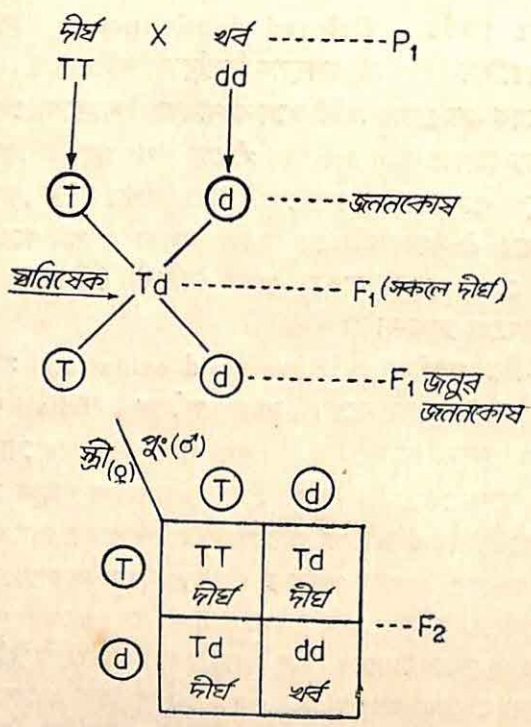 দীর্ঘ X খর্ব ------- P1
TT dd
T d ------ জননকোষ
স্বনিষেক Td ------- F1 (সকলে দীর্ঘ)
T d ------- F1 জনুর
জননকোষ
স্ত্রী(♀) পুং(♂)
T d
T TT Td
দীর্ঘ দীর্ঘ
--- F2
d Td dd
দীর্ঘ খর্ব